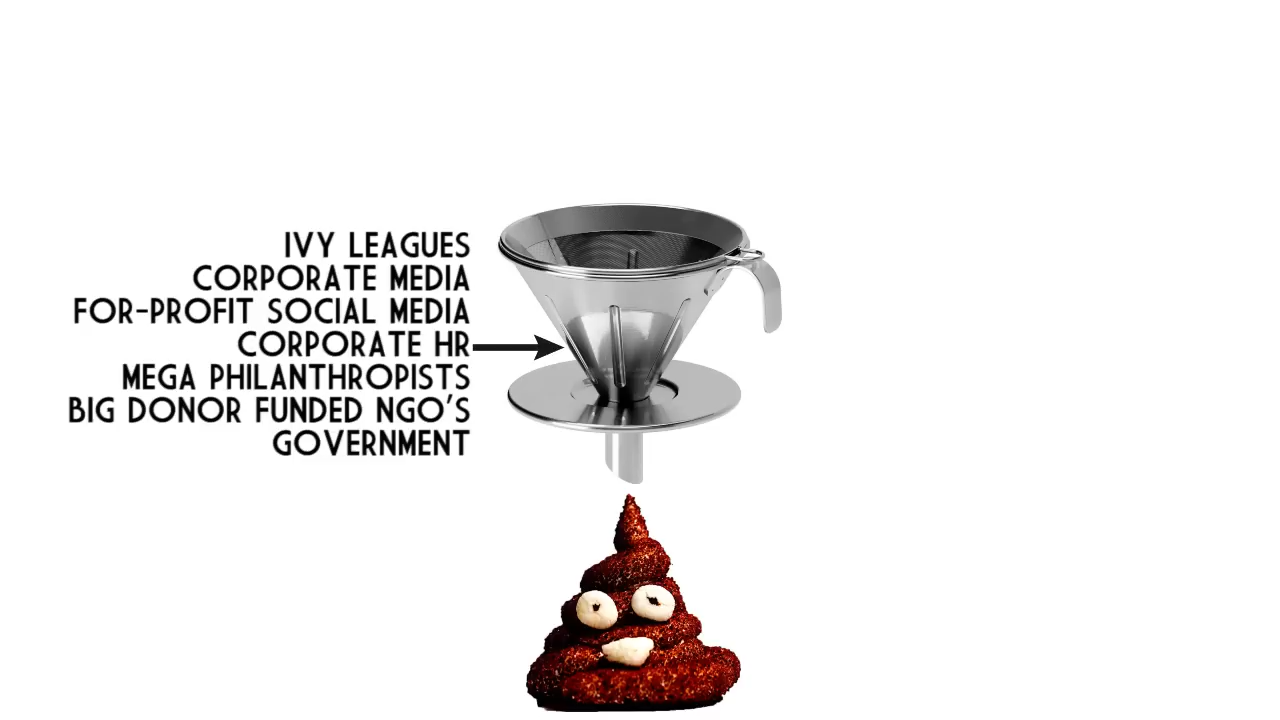 IVY LEAGUES
CORPORATE MEDIA
FOR-PROFIT SOCIAL MEDIA
CORPORATE HR
MEGA PHILANTHROPISTS
BIG DONOR FUNDED NGO'S
GOVERNMENT